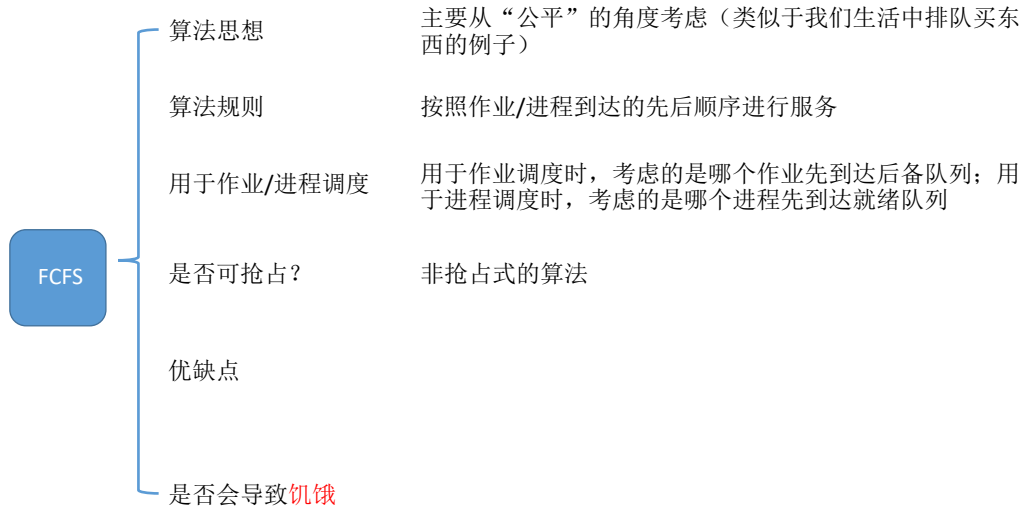 算法思想
主要从“公平”的角度考虑（类似于我们生活中排队买东
西的例子）
算法规则
按照作业/进程到达的先后顺序进行服务
用于作业/进程调度
用于作业调度时，考虑的是哪个作业先到达后备队列；用
于进程调度时，考虑的是哪个进程先到达就绪队列
FCFS
是否可抢占？
非抢占式的算法
优缺点
是否会导致饥饿